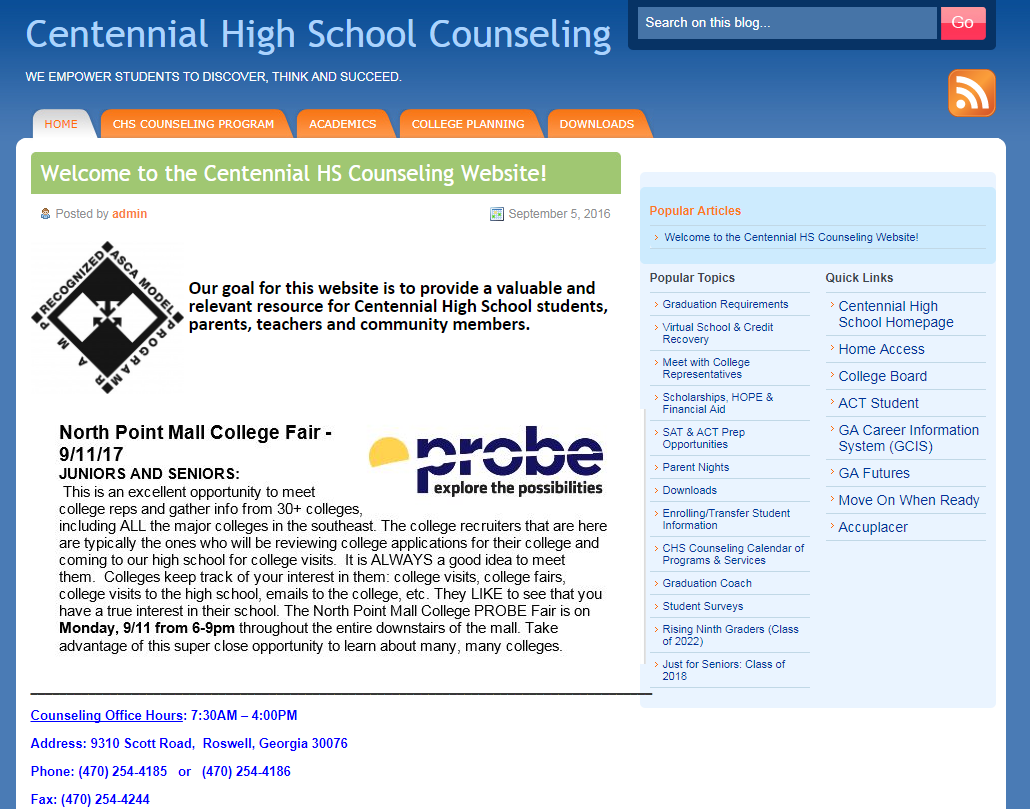 Centennial High School Counseling
Search on this blog...
Go
WE EMPOWER STUDENTS TO DISCOVER, THINK AND SUCCEED.
HOME
CHS COUNSELING PROGRAM
ACADEMICS
COLLEGE PLANNING
DOWNLOADS
Welcome to the Centennial HS Counseling Website!
Posted by admin
September 5, 2016
RECOGNIZED ASCA MODEL PROGRAM
Our goal for this website is to provide a valuable and
relevant resource for Centennial High School students,
parents, teachers and community members.
North Point Mall College Fair -
9/11/17
JUNIORS AND SENIORS:
This is an excellent opportunity to meet
college reps and gather info from 30+ colleges,
including ALL the major colleges in the southeast. The college recruiters that are here
are typically the ones who will be reviewing college applications for their college and
coming to our high school for college visits.  It is ALWAYS a good idea to meet
them.  Colleges keep track of your interest in them: college visits, college fairs,
college visits to the high school, emails to the college, etc. They LIKE to see that you
have a true interest in their school. The North Point Mall College PROBE Fair is on
Monday, 9/11 from 6-9pm throughout the entire downstairs of the mall. Take
advantage of this super close opportunity to learn about many, many colleges.
probe
explore the possibilities
Counseling Office Hours: 7:30AM – 4:00PM
Address: 9310 Scott Road,  Roswell, Georgia 30076
Phone: (470) 254-4185   or   (470) 254-4186
Fax: (470) 254-4244
Popular Articles
Welcome to the Centennial HS Counseling Website!
Popular Topics
Graduation Requirements
Virtual School & Credit
Recovery
Meet with College
Representatives
Scholarships, HOPE &
Financial Aid
SAT & ACT Prep
Opportunities
Parent Nights
Downloads
Enrolling/Transfer Student
Information
CHS Counseling Calendar of
Programs & Services
Graduation Coach
Student Surveys
Rising Ninth Graders (Class
of 2022)
Just for Seniors: Class of
2018
Quick Links
Centennial High
School Homepage
Home Access
College Board
ACT Student
GA Career Information
System (GCIS)
GA Futures
Move On When Ready
Accuplacer